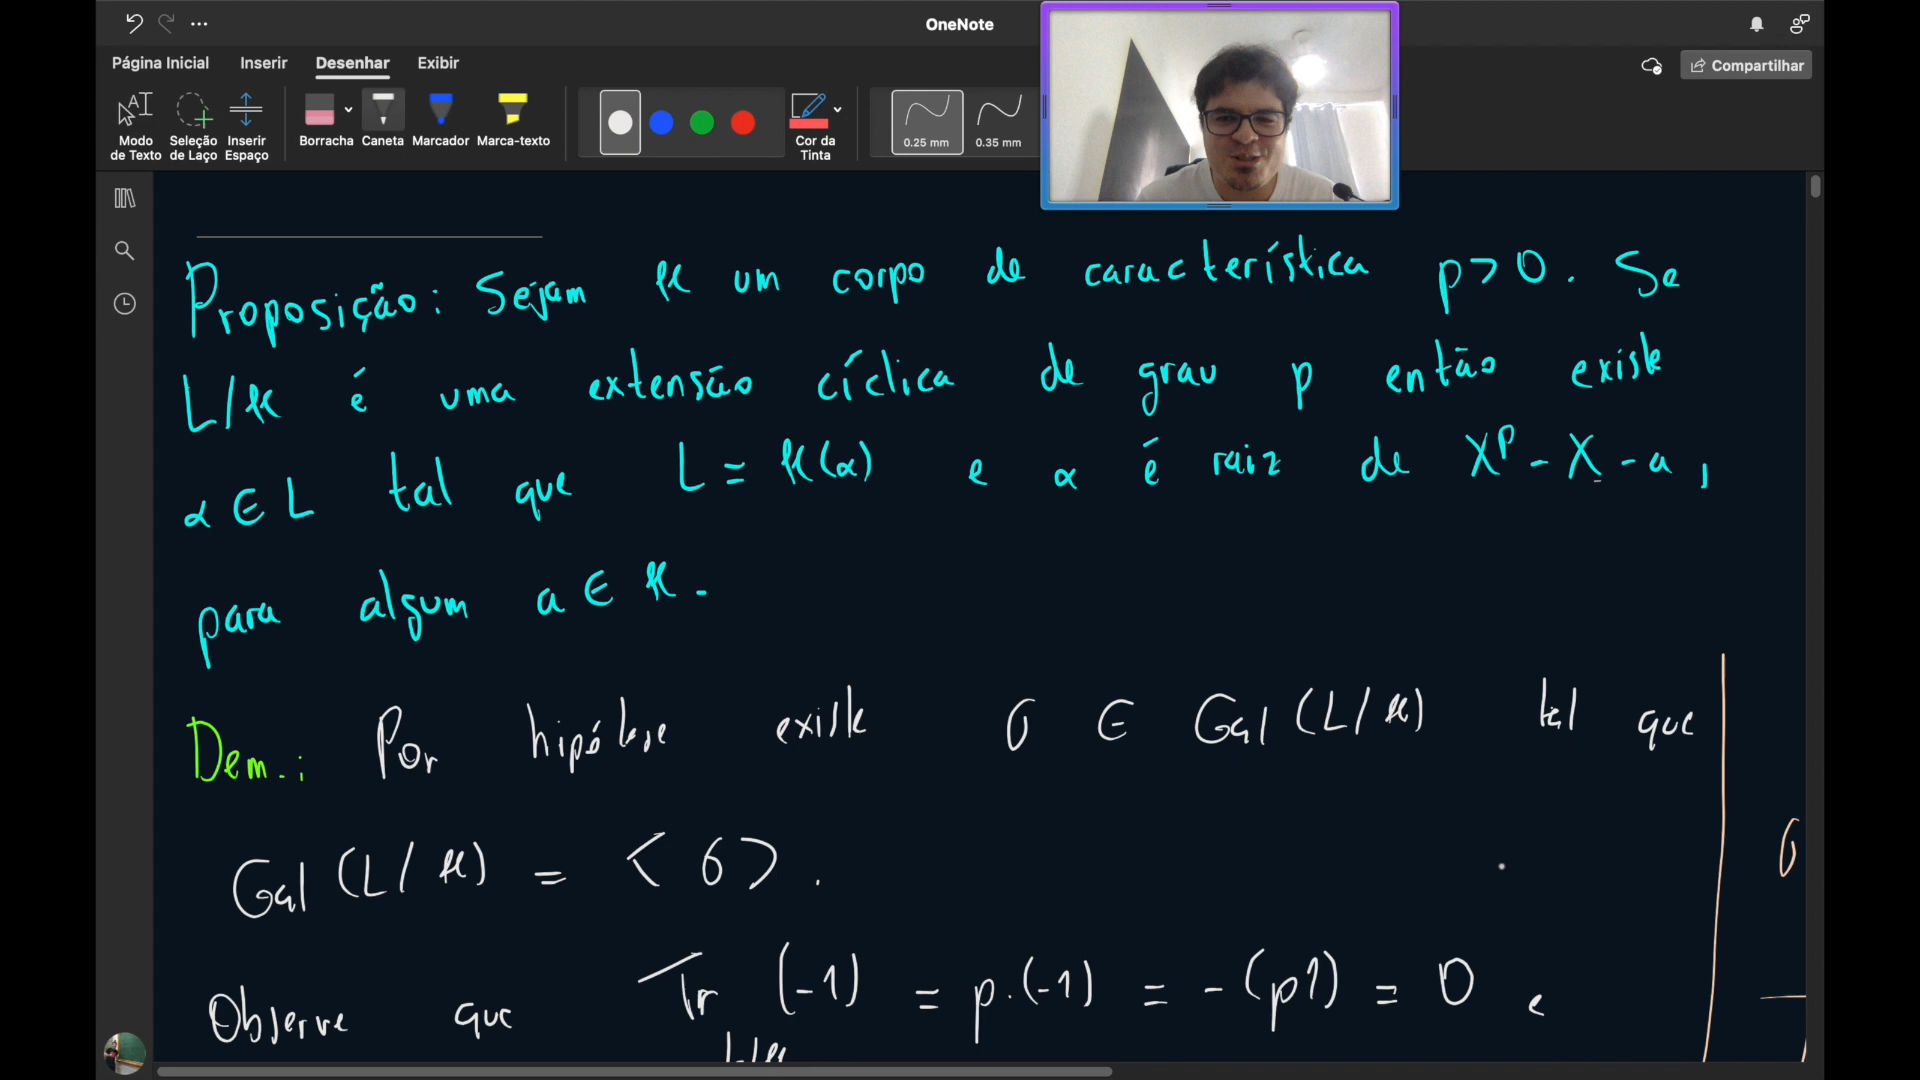 OneNote
Página Inicial Inserir Desenhar Exibir
Compartilhar
Modo de Texto Seleção de Laço Inserir Espaço Borracha Caneta Marcador Marca-texto Cor da Tinta 0.25 mm 0.35 mm
Proposição: Sejam K um corpo de característica p>0. Se
L/K é uma extensão cíclica de grau p então existe
α ∈ L tal que L = K(α) e α é raiz de X^p - X - a,
para algum a ∈ K.
Dem.: Por hipótese existe σ ∈ Gal(L/K) tal que
Gal(L/K) = <σ>.
Observe que Tr (-1) = p.(-1) = -(p1) = 0 e
L/K
σ